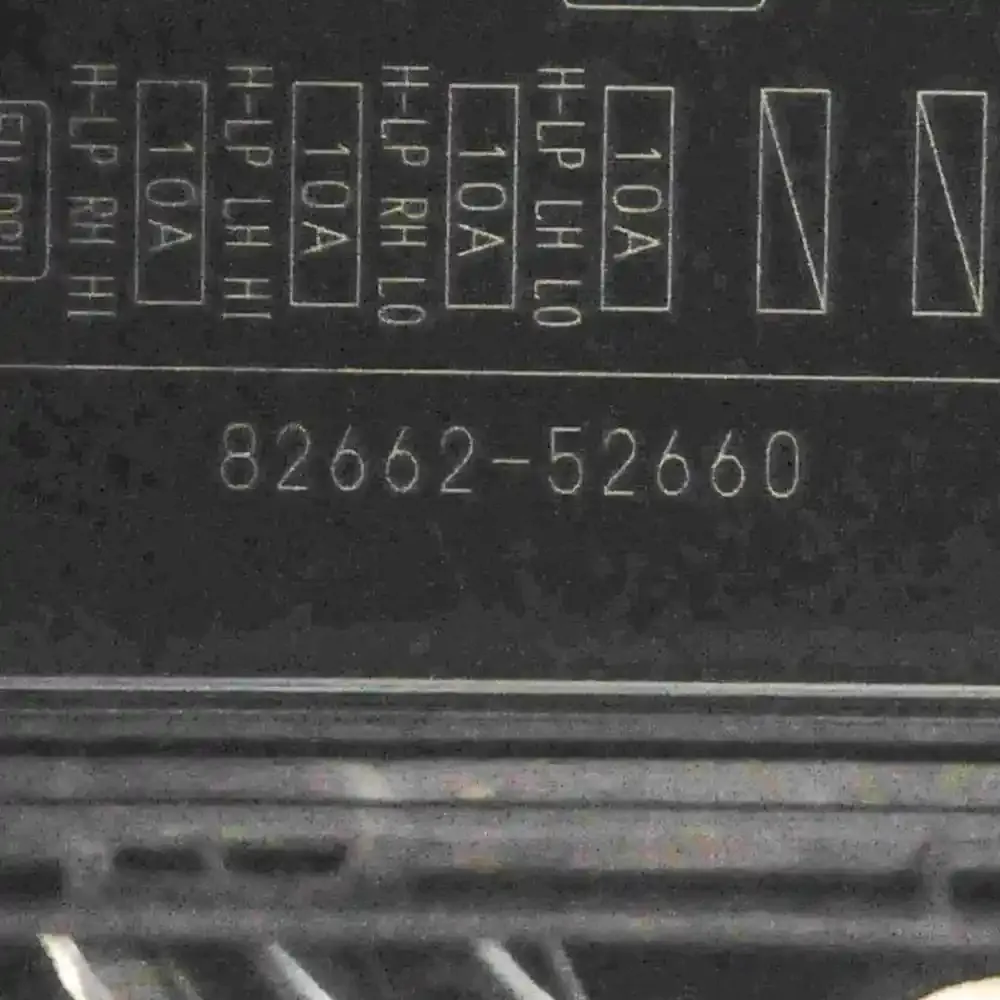 H-LP RH HI
10A
H-LP LH HI
10A
H-LP RH LO
10A
H-LP LH LO
10A
82662-52660